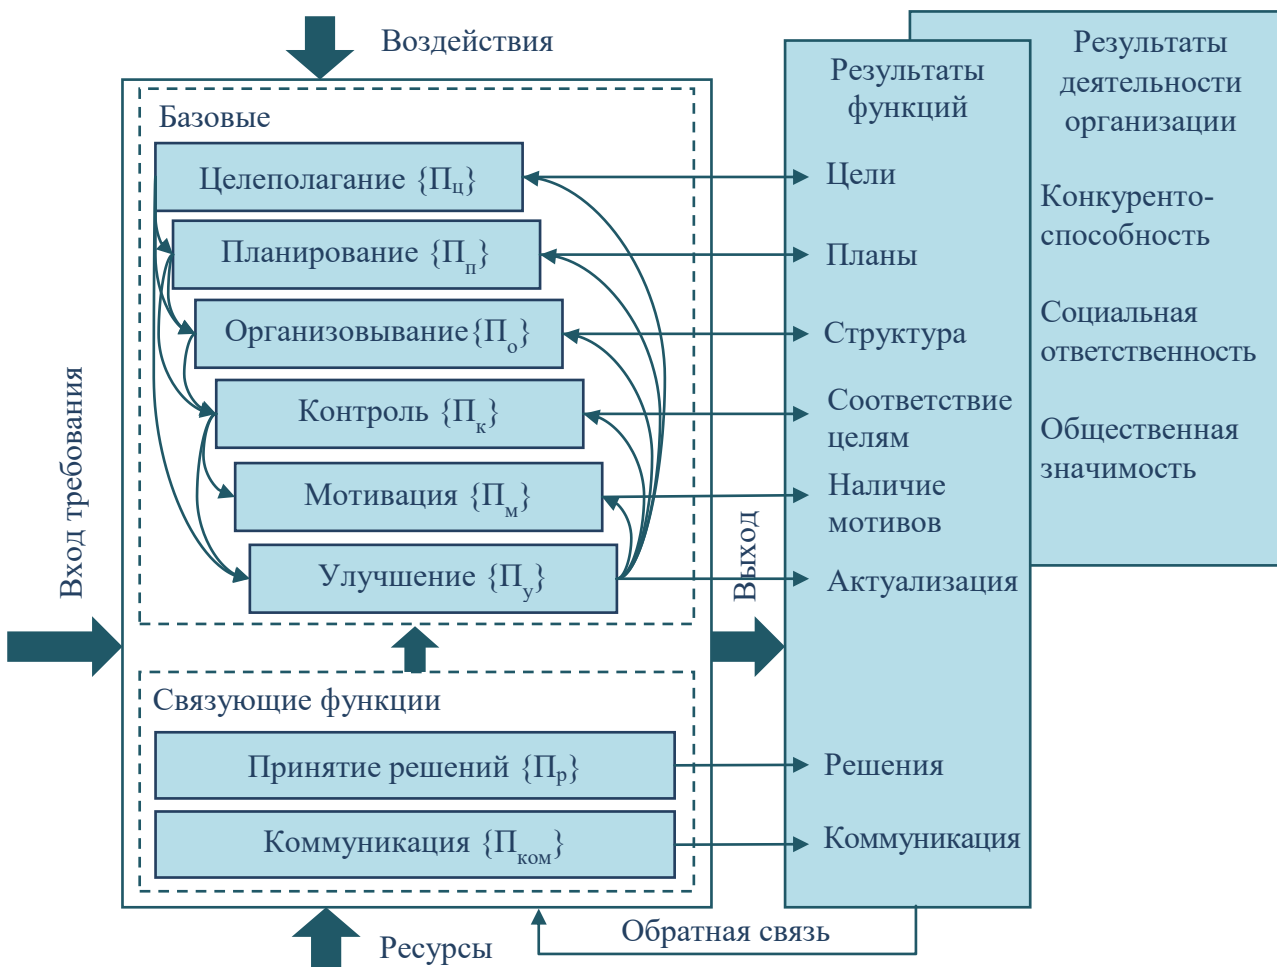 Воздействия
Базовые
Целеполагание {Пц}
Планирование {Пп}
Организовывание{По}
Контроль {Пк}
Мотивация {Пм}
Улучшение {Пу}
Связующие функции
Принятие решений {Пр}
Коммуникация {Пком}
Вход требования
Выход
Ресурсы
Обратная связь
Результаты
функций
Цели
Планы
Структура
Соответствие
целям
Наличие
мотивов
Актуализация
Решения
Коммуникация
Результаты
деятельности
организации
Конкуренто-
способность
Социальная
ответственность
Общественная
значимость